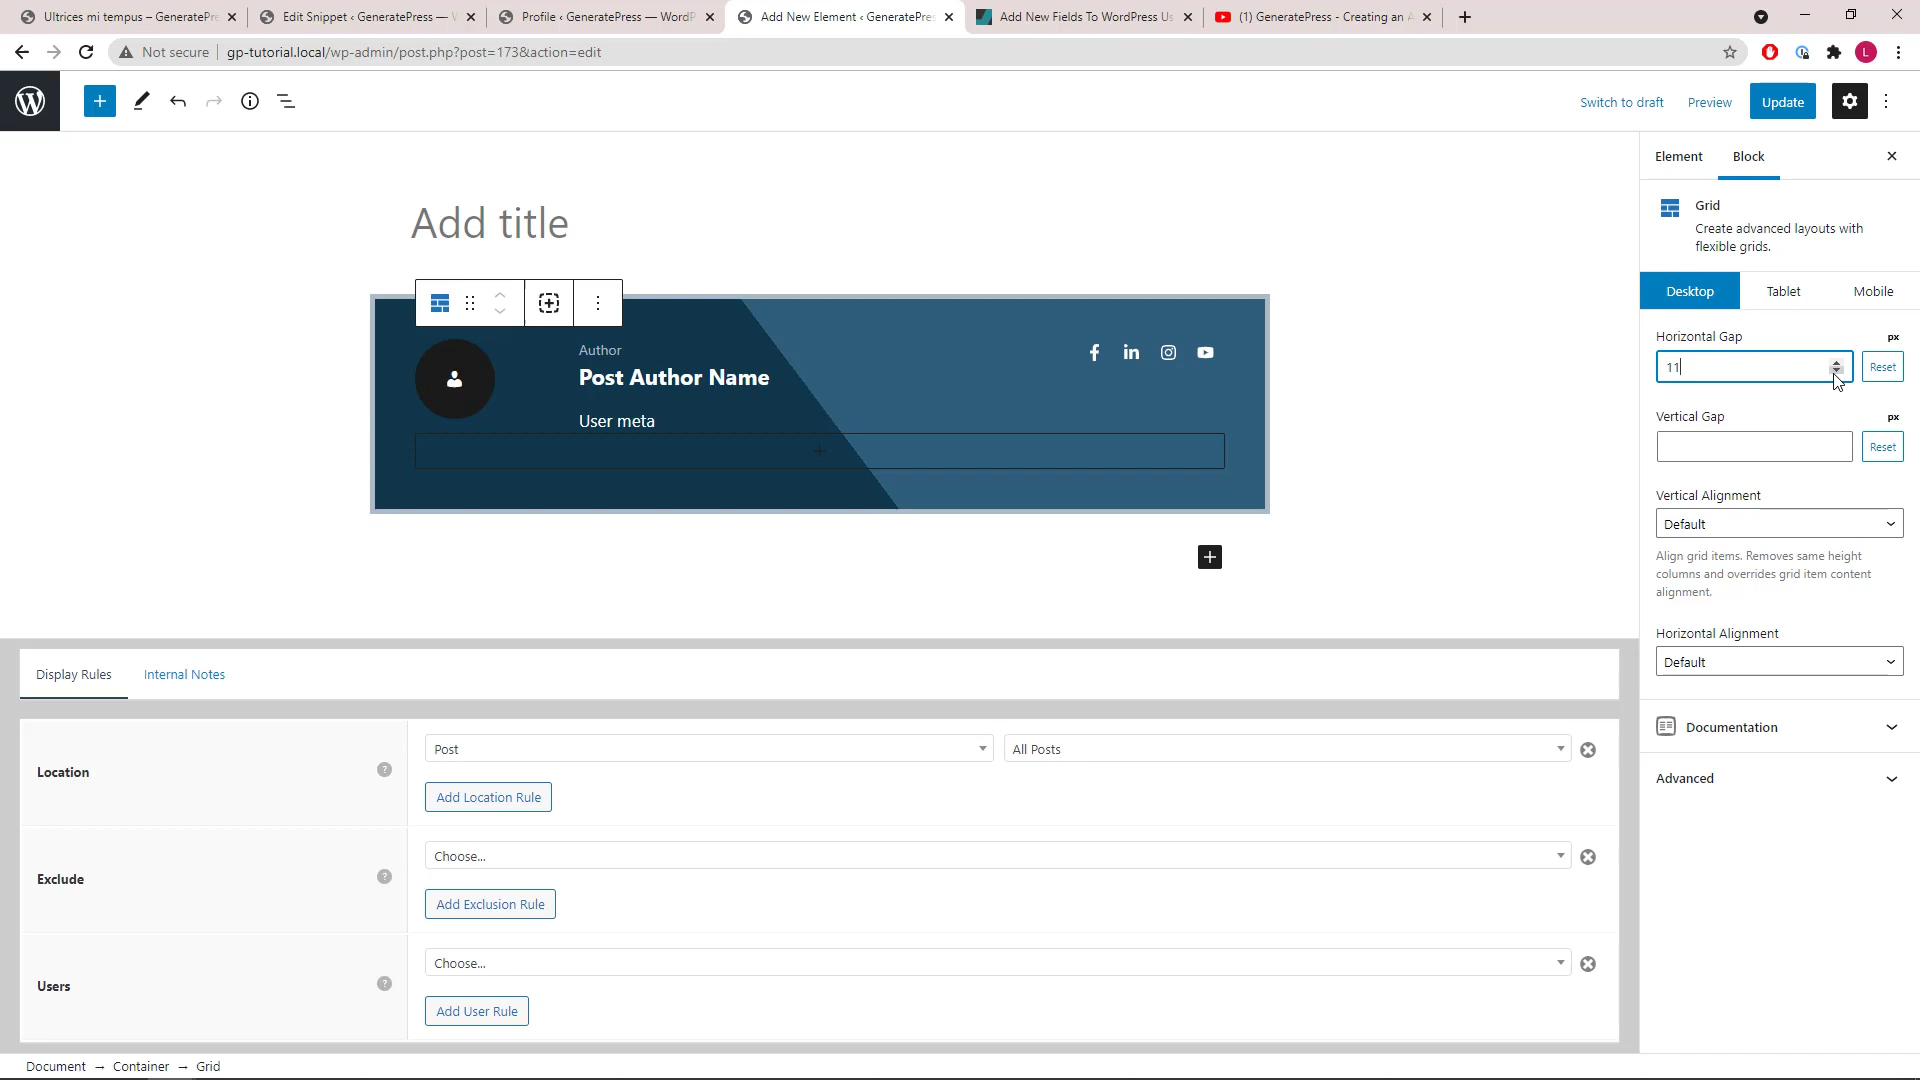 Ultrices mi tempus – GeneratePre
Edit Snippet ‹ GeneratePress — W
Profile ‹ GeneratePress — WordP
Add New Element ‹ GeneratePres
Add New Fields To WordPress Us
(1) GeneratePress - Creating an A
Not secure
gp-tutorial.local/wp-admin/post.php?post=173&action=edit
L
Switch to draft
Preview
Update
Element
Block
Grid
Create advanced layouts with
flexible grids.
Desktop
Tablet
Mobile
Horizontal Gap
px
11
Reset
Vertical Gap
px
Reset
Vertical Alignment
Default
Align grid items. Removes same height
columns and overrides grid item content
alignment.
Horizontal Alignment
Default
Documentation
Advanced
Add title
Author
Post Author Name
User meta
Display Rules
Internal Notes
Location
?
Post
All Posts
Add Location Rule
Exclude
?
Choose...
Add Exclusion Rule
Users
?
Choose...
Add User Rule
Document → Container → Grid